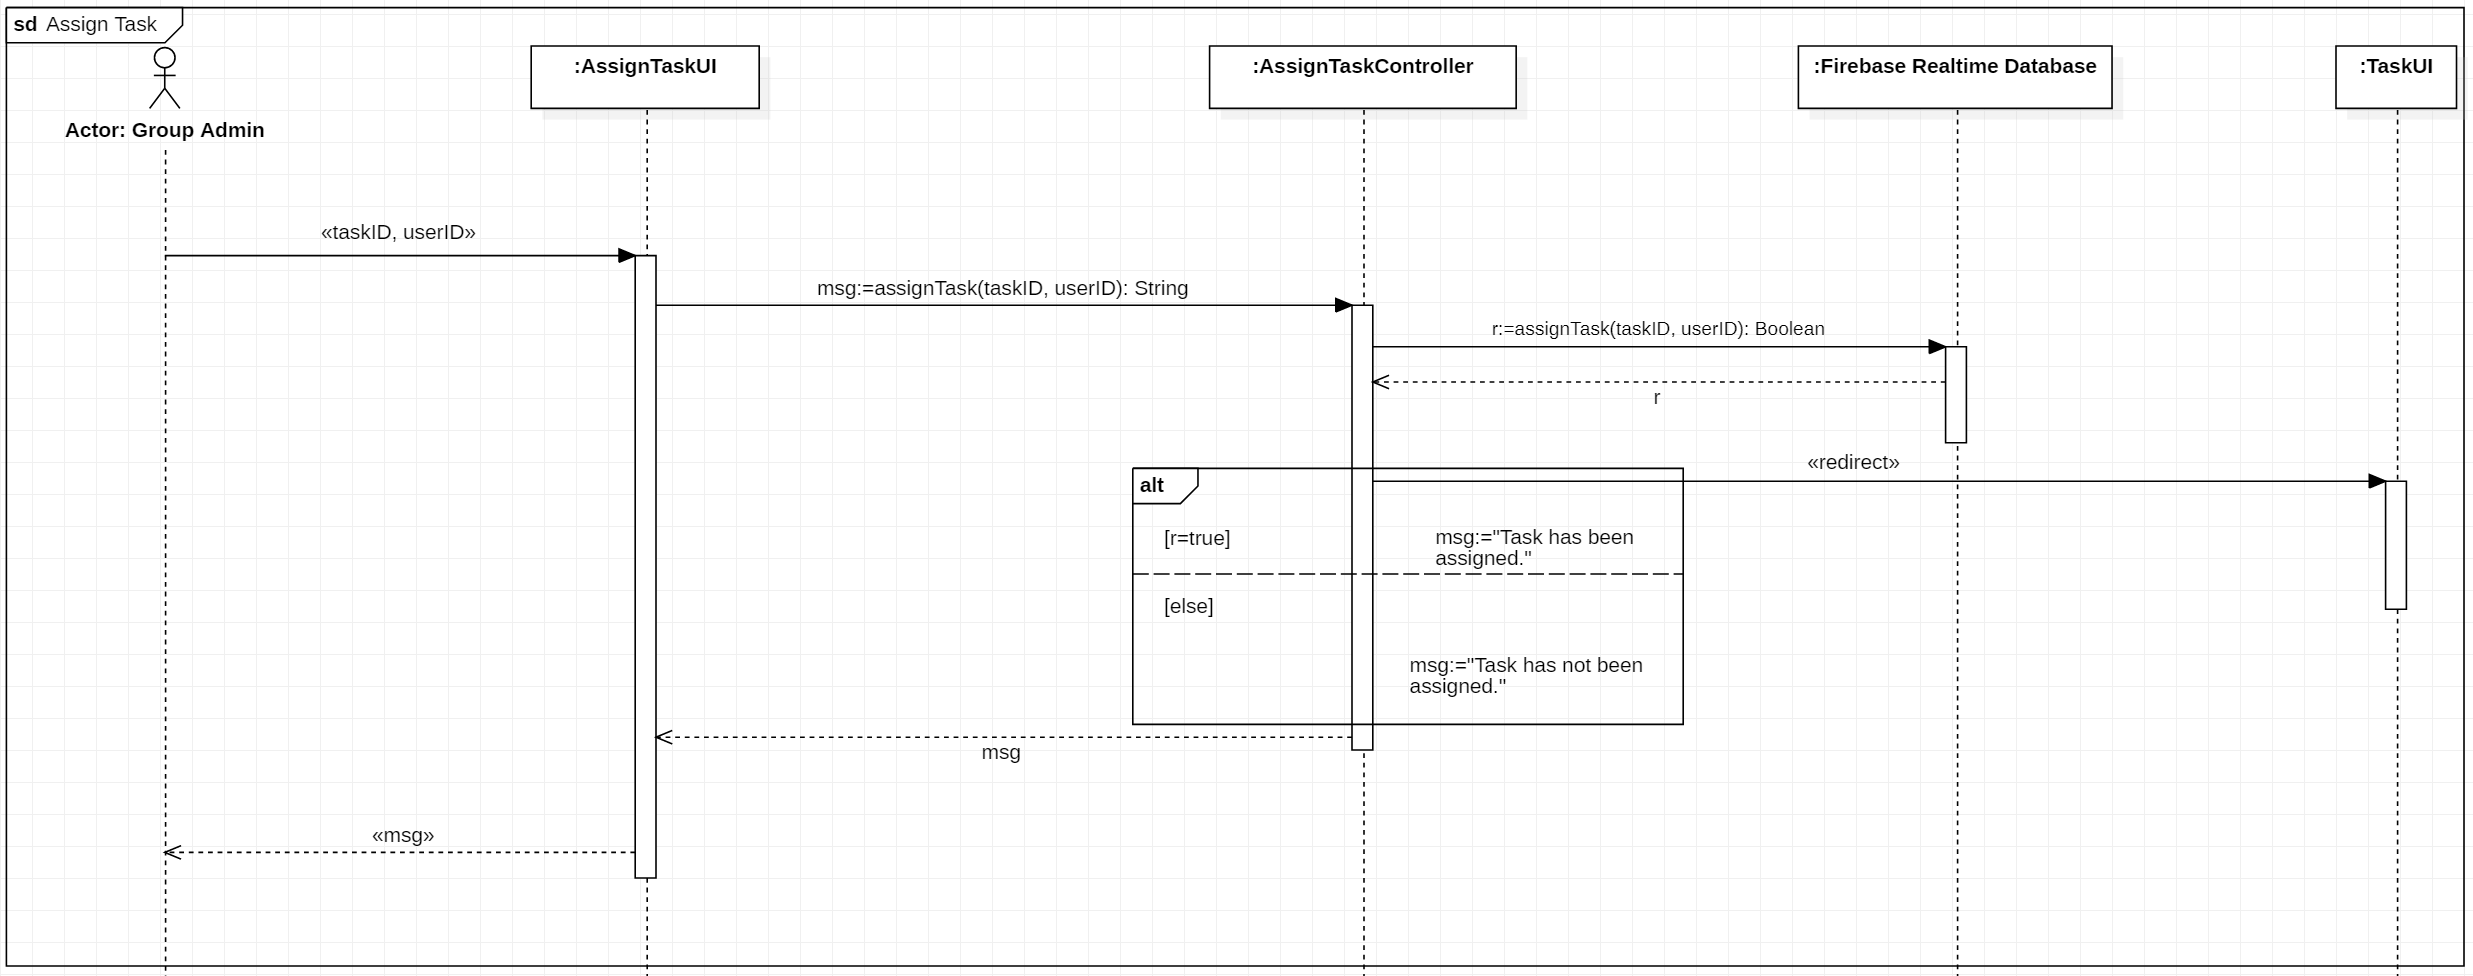 sd Assign Task
Actor: Group Admin
:AssignTaskUI
:AssignTaskController
:Firebase Realtime Database
:TaskUI
«taskID, userID»
msg:=assignTask(taskID, userID): String
r:=assignTask(taskID, userID): Boolean
r
«redirect»
alt
[r=true]
msg:="Task has been
assigned."
[else]
msg:="Task has not been
assigned."
msg
«msg»